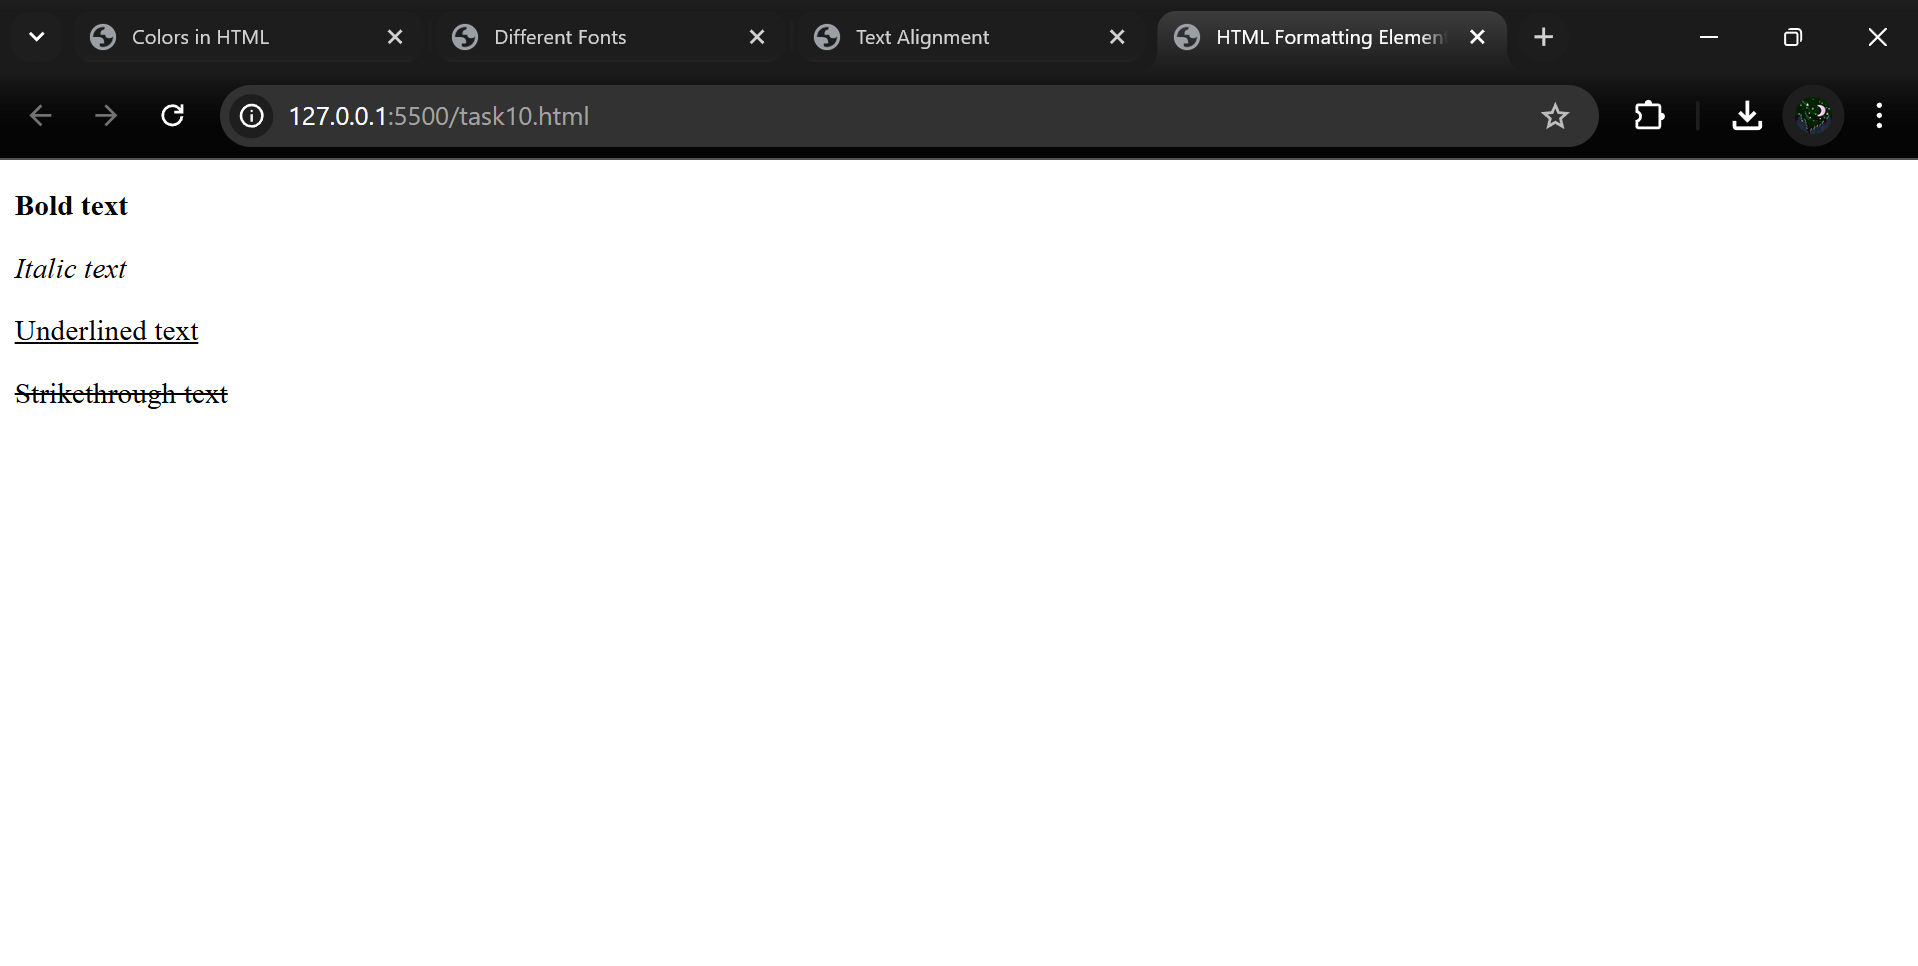 Colors in HTML
Different Fonts
Text Alignment
HTML Formatting Elemen
127.0.0.1:5500/task10.html
Bold text
Italic text
Underlined text
Strikethrough text